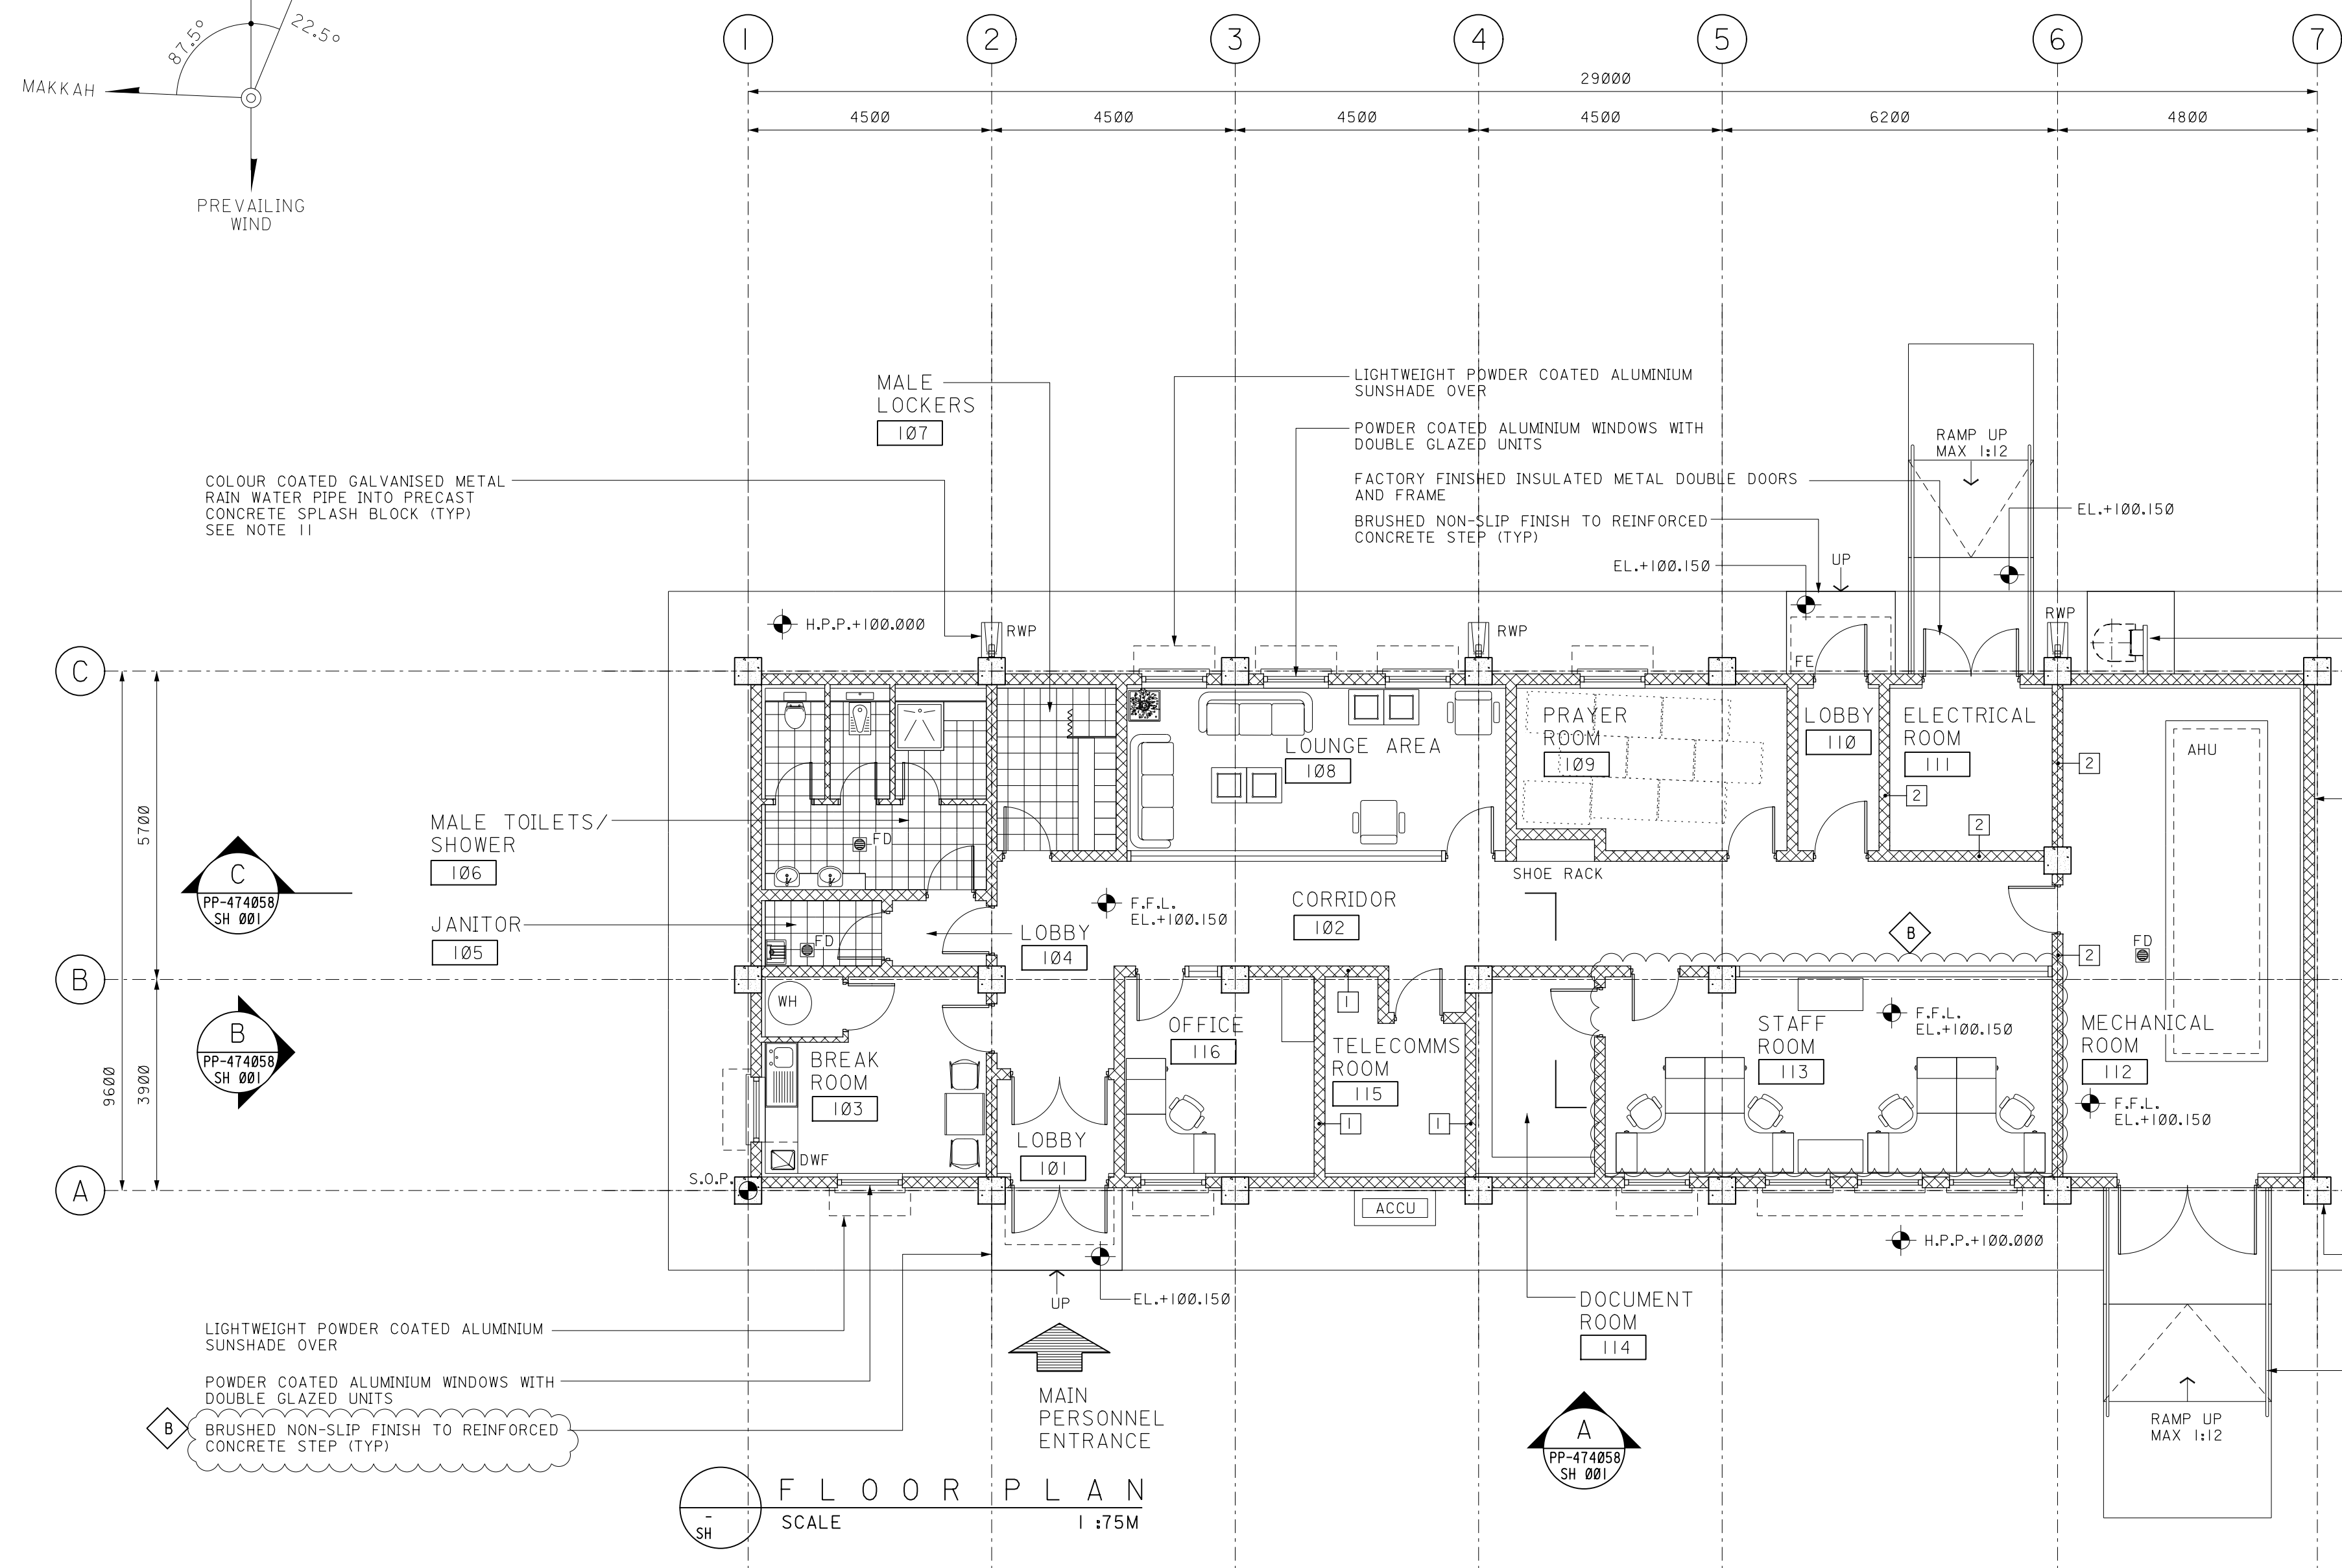 87.5°
22.5°
MAKKAH
PREVAILING
WIND
1
2
3
4
5
6
7
29000
4500
4500
4500
4500
6200
4800
MALE
LOCKERS
107
LIGHTWEIGHT POWDER COATED ALUMINIUM
SUNSHADE OVER
POWDER COATED ALUMINIUM WINDOWS WITH
DOUBLE GLAZED UNITS
FACTORY FINISHED INSULATED METAL DOUBLE DOORS
AND FRAME
BRUSHED NON-SLIP FINISH TO REINFORCED
CONCRETE STEP (TYP)
EL.+100.150
UP
RAMP UP
MAX 1:12
EL.+100.150
COLOUR COATED GALVANISED METAL
RAIN WATER PIPE INTO PRECAST
CONCRETE SPLASH BLOCK (TYP)
SEE NOTE 11
H.P.P.+100.000
RWP
RWP
RWP
C
FE
PRAYER
ROOM
109
LOBBY
110
ELECTRICAL
ROOM
111
LOUNGE AREA
108
AHU
2
2
2
5700
MALE TOILETS/
SHOWER
106
FD
C
PP-474058
SH 001
SHOE RACK
JANITOR
105
FD
LOBBY
104
F.F.L.
EL.+100.150
CORRIDOR
102
B
FD
2
B
WH
1
9600
3900
B
PP-474058
SH 001
BREAK
ROOM
103
OFFICE
116
TELECOMMS
ROOM
115
1
1
STAFF
ROOM
113
F.F.L.
EL.+100.150
MECHANICAL
ROOM
112
F.F.L.
EL.+100.150
LOBBY
101
DWF
S.O.P.
A
ACCU
H.P.P.+100.000
UP
EL.+100.150
DOCUMENT
ROOM
114
LIGHTWEIGHT POWDER COATED ALUMINIUM
SUNSHADE OVER
POWDER COATED ALUMINIUM WINDOWS WITH
DOUBLE GLAZED UNITS
B
BRUSHED NON-SLIP FINISH TO REINFORCED
CONCRETE STEP (TYP)
MAIN
PERSONNEL
ENTRANCE
A
PP-474058
SH 001
RAMP UP
MAX 1:12
FLOOR PLAN
SCALE 1:75M
-
SH